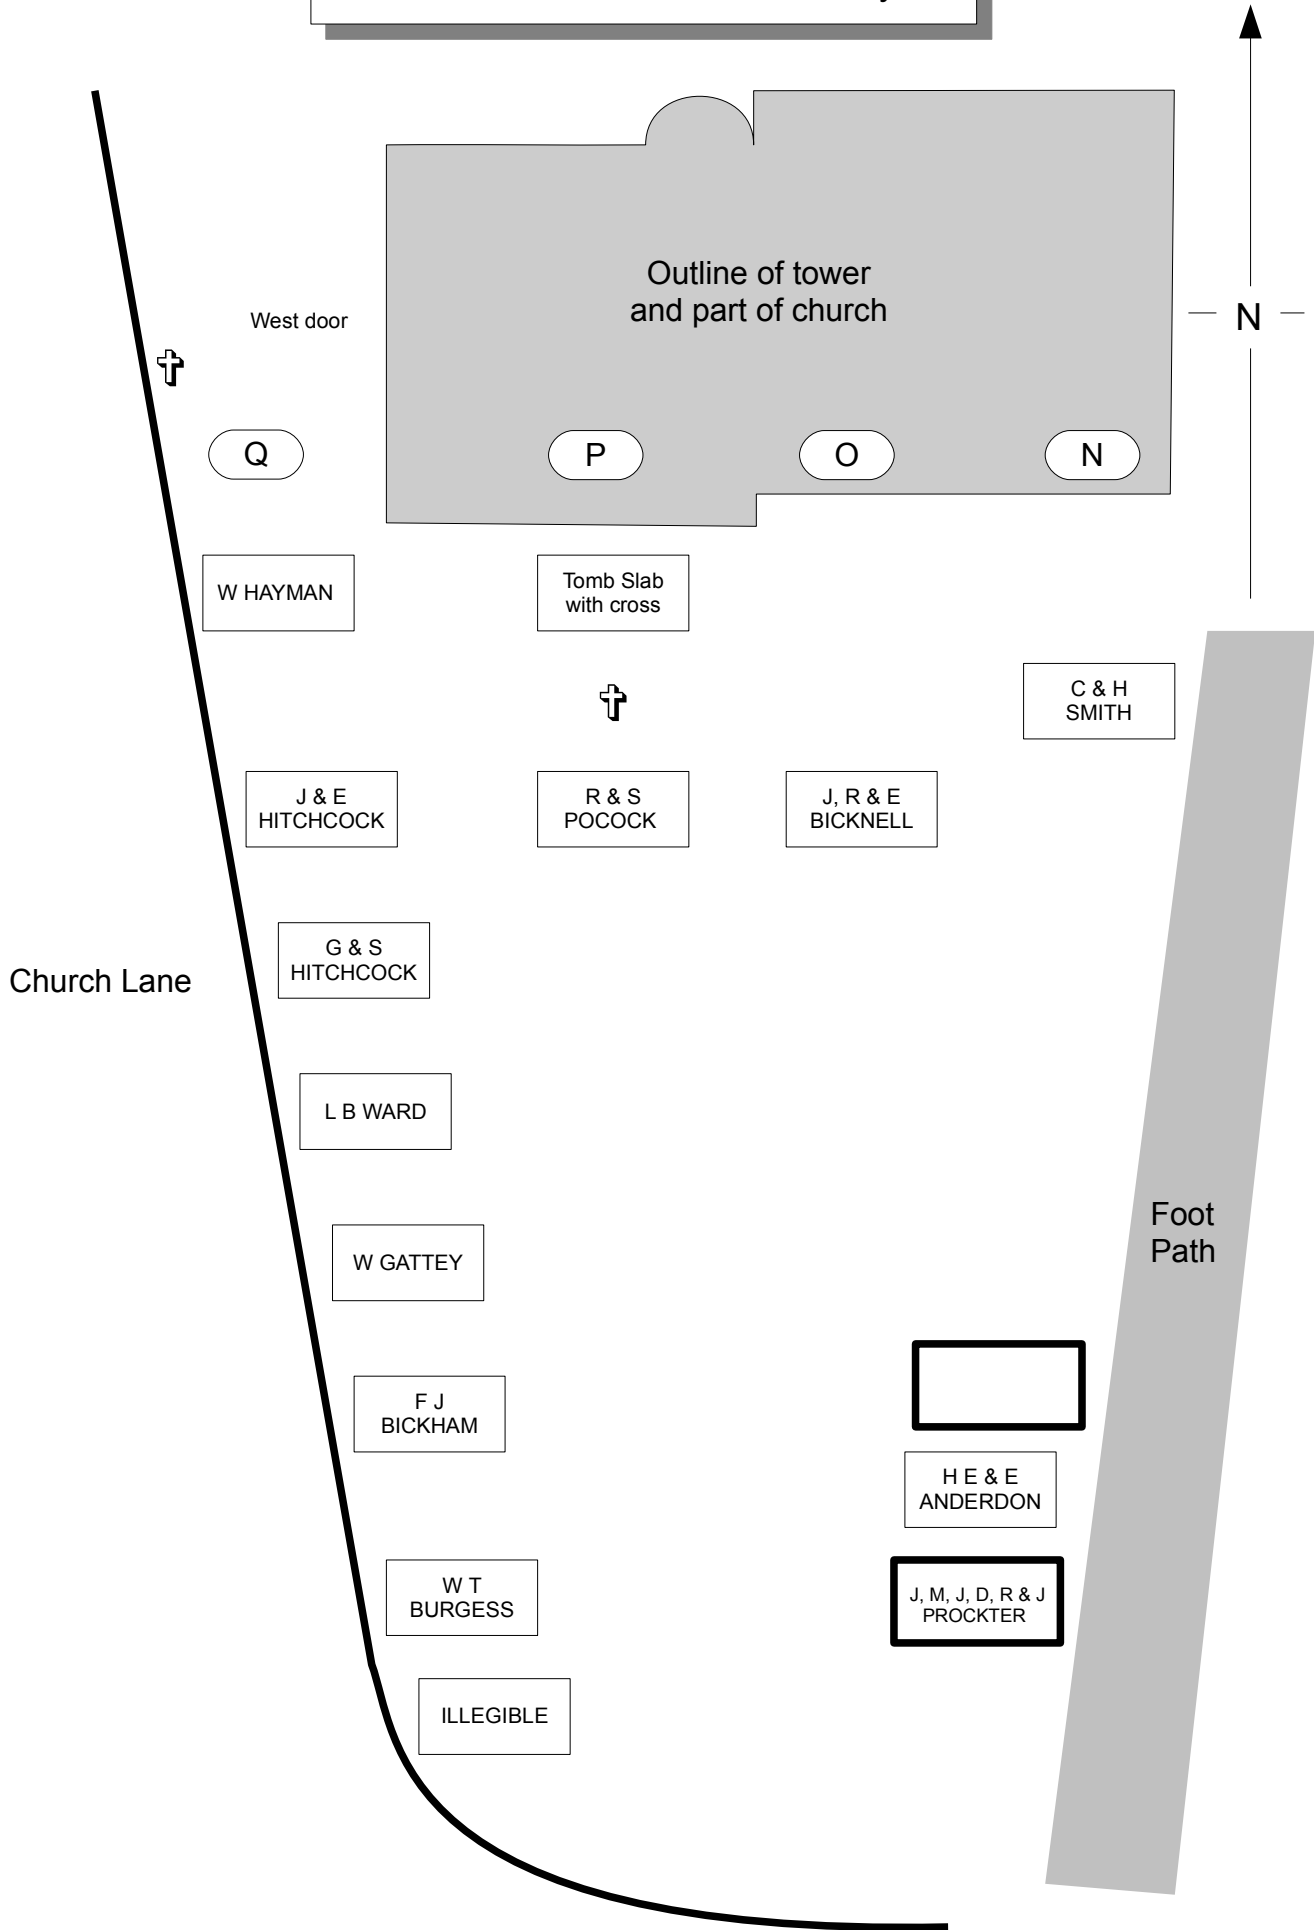 Outline of tower
and part of church
West door
N
Q
P
O
N
W HAYMAN
Tomb Slab
with cross
C & H
SMITH
J & E
HITCHCOCK
R & S
POCOCK
J, R & E
BICKNELL
G & S
HITCHCOCK
Church Lane
L B WARD
Foot
Path
W GATTEY
F J
BICKHAM
H E & E
ANDERDON
W T
BURGESS
J, M, J, D, R & J
PROCKTER
ILLEGIBLE